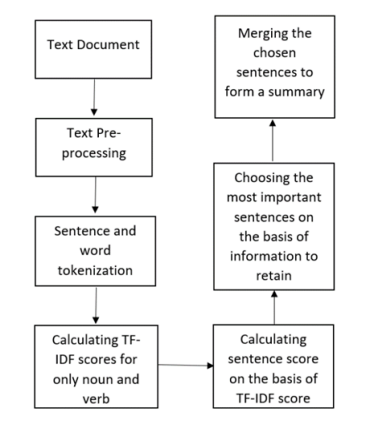 Text Document
Text Pre-
processing
Sentence and
word
tokenization
Calculating TF-
IDF scores for
only noun and
verb
Calculating
sentence score
on the basis of
TF-IDF score
Choosing the
most important
sentences on
the basis of
information to
retain
Merging the
chosen
sentences to
form a summary